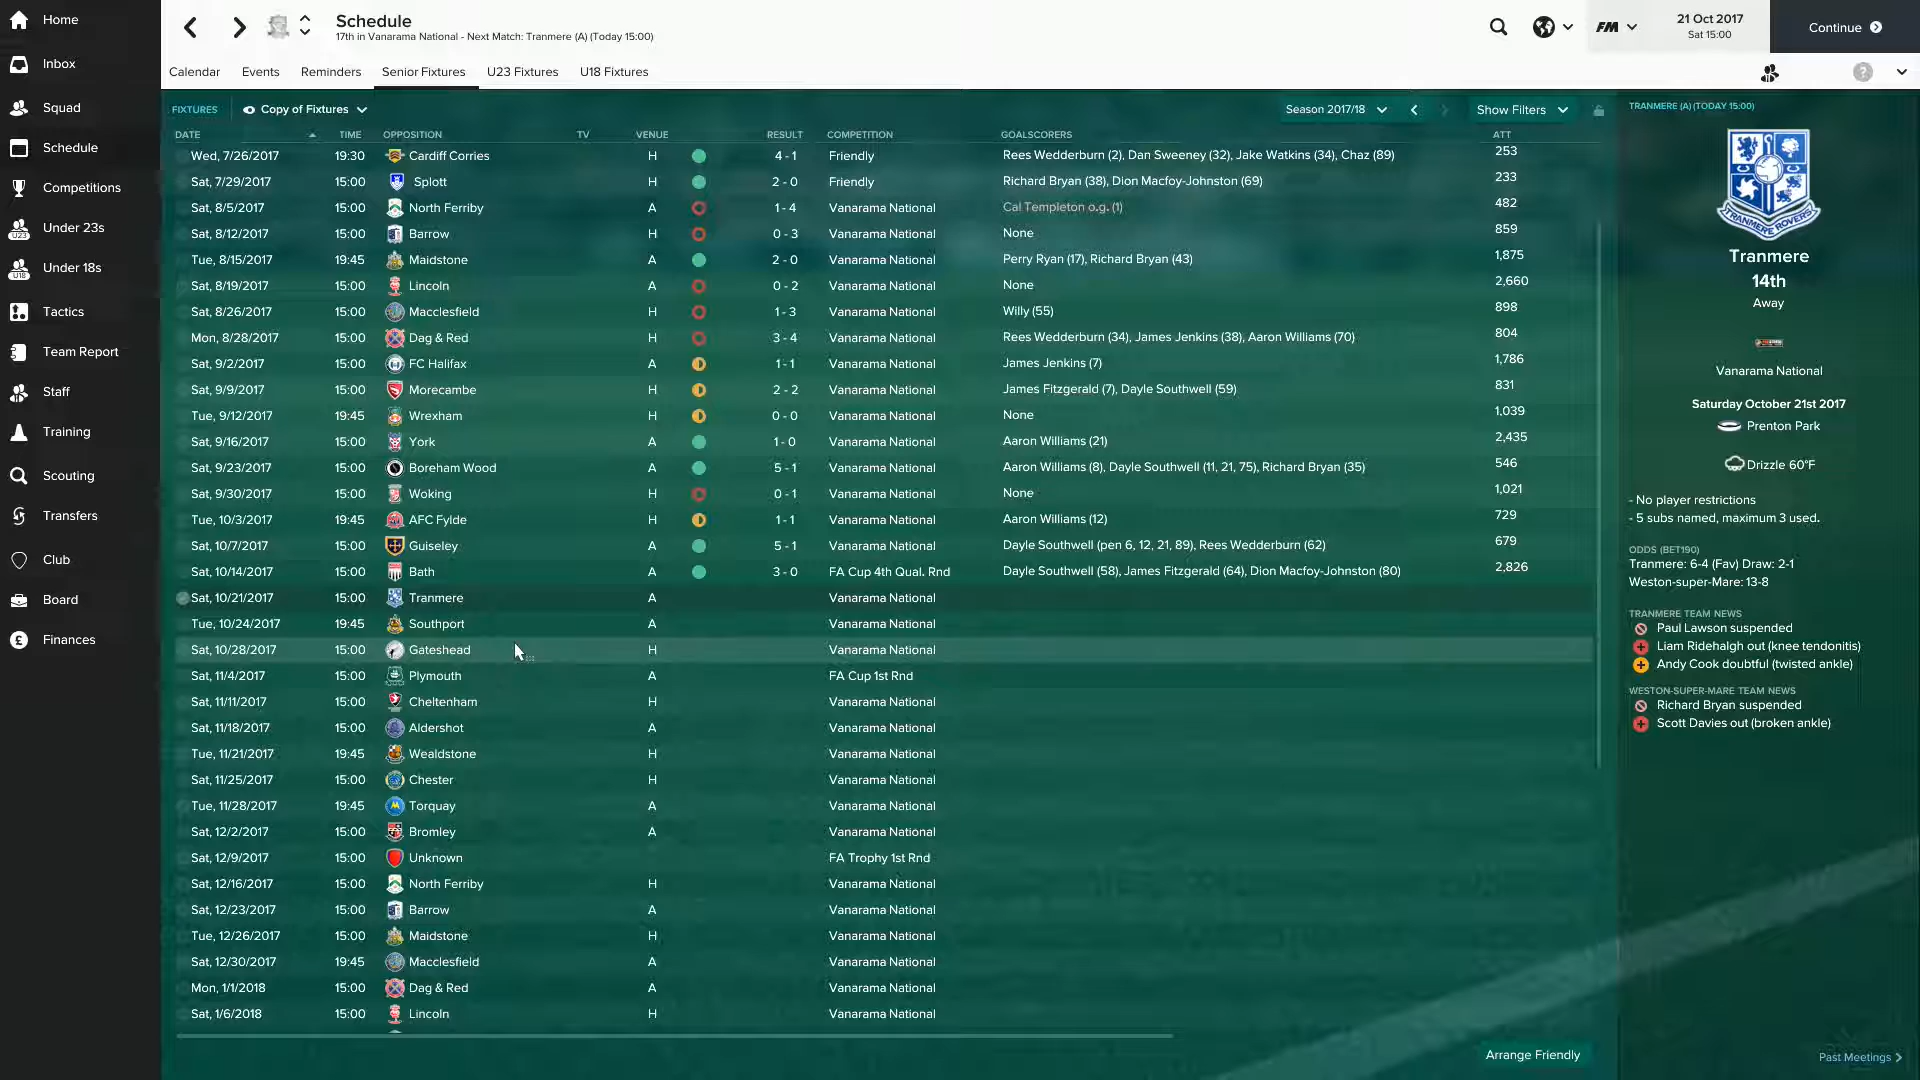 Home
Inbox
Squad
Schedule
Competitions
Under 23s
Under 18s
Tactics
Team Report
Staff
Training
Scouting
Transfers
Club
Board
Finances
Schedule
17th in Vanarama National - Next Match: Tranmere (A) (Today 15:00)
FM
21 Oct 2017
Sat 15:00
Continue
Calendar Events Reminders Senior Fixtures U23 Fixtures U18 Fixtures
FIXTURES Copy of Fixtures Season 2017/18 Show Filters
DATE TIME OPPOSITION TV VENUE RESULT COMPETITION GOALSCORERS ATT
Wed, 7/26/2017 19:30 Cardiff Corries H 4 - 1 Friendly Rees Wedderburn (2), Dan Sweeney (32), Jake Watkins (34), Chaz (89) 253
Sat, 7/29/2017 15:00 Splott H 2 - 0 Friendly Richard Bryan (38), Dion Macfoy-Johnston (69) 233
Sat, 8/5/2017 15:00 North Ferriby A 1 - 4 Vanarama National Cal Templeton o.g. (1) 482
Sat, 8/12/2017 15:00 Barrow H 0 - 3 Vanarama National None 859
Tue, 8/15/2017 19:45 Maidstone A 2 - 0 Vanarama National Perry Ryan (17), Richard Bryan (43) 1,875
Sat, 8/19/2017 15:00 Lincoln A 0 - 2 Vanarama National None 2,660
Sat, 8/26/2017 15:00 Macclesfield H 1 - 3 Vanarama National Willy (55) 898
Mon, 8/28/2017 15:00 Dag & Red H 3 - 4 Vanarama National Rees Wedderburn (34), James Jenkins (38), Aaron Williams (70) 804
Sat, 9/2/2017 15:00 FC Halifax A 1 - 1 Vanarama National James Jenkins (7) 1,786
Sat, 9/9/2017 15:00 Morecambe H 2 - 2 Vanarama National James Fitzgerald (7), Dayle Southwell (59) 831
Tue, 9/12/2017 19:45 Wrexham H 0 - 0 Vanarama National None 1,039
Sat, 9/16/2017 15:00 York A 1 - 0 Vanarama National Aaron Williams (21) 2,435
Sat, 9/23/2017 15:00 Boreham Wood A 5 - 1 Vanarama National Aaron Williams (8), Dayle Southwell (11, 21, 75), Richard Bryan (35) 546
Sat, 9/30/2017 15:00 Woking H 0 - 1 Vanarama National None 1,021
Tue, 10/3/2017 19:45 AFC Fylde H 1 - 1 Vanarama National Aaron Williams (12) 729
Sat, 10/7/2017 15:00 Guiseley A 5 - 1 Vanarama National Dayle Southwell (pen 6, 12, 21, 89), Rees Wedderburn (62) 679
Sat, 10/14/2017 15:00 Bath A 3 - 0 FA Cup 4th Qual. Rnd Dayle Southwell (58), James Fitzgerald (64), Dion Macfoy-Johnston (80) 2,826
Sat, 10/21/2017 15:00 Tranmere A Vanarama National
Tue, 10/24/2017 19:45 Southport A Vanarama National
Sat, 10/28/2017 15:00 Gateshead H Vanarama National
Sat, 11/4/2017 15:00 Plymouth A FA Cup 1st Rnd
Sat, 11/11/2017 15:00 Cheltenham H Vanarama National
Sat, 11/18/2017 15:00 Aldershot A Vanarama National
Tue, 11/21/2017 19:45 Wealdstone H Vanarama National
Sat, 11/25/2017 15:00 Chester H Vanarama National
Tue, 11/28/2017 19:45 Torquay A Vanarama National
Sat, 12/2/2017 15:00 Bromley A Vanarama National
Sat, 12/9/2017 15:00 Unknown FA Trophy 1st Rnd
Sat, 12/16/2017 15:00 North Ferriby H Vanarama National
Sat, 12/23/2017 15:00 Barrow A Vanarama National
Tue, 12/26/2017 15:00 Maidstone H Vanarama National
Sat, 12/30/2017 19:45 Macclesfield A Vanarama National
Mon, 1/1/2018 15:00 Dag & Red A Vanarama National
Sat, 1/6/2018 15:00 Lincoln H Vanarama National
Arrange Friendly
TRANMERE (A) (TODAY 15:00)
TRANMERE ROVERS
Tranmere
14th
Away
Vanarama National
Saturday October 21st 2017
Prenton Park
Drizzle 60°F
- No player restrictions
- 5 subs named, maximum 3 used.
ODDS (BET190)
Tranmere: 6-4 (Fav) Draw: 2-1
Weston-super-Mare: 13-8
TRANMERE TEAM NEWS
Paul Lawson suspended
Liam Ridehalgh out (knee tendonitis)
Andy Cook doubtful (twisted ankle)
WESTON-SUPER-MARE TEAM NEWS
Richard Bryan suspended
Scott Davies out (broken ankle)
Past Meetings